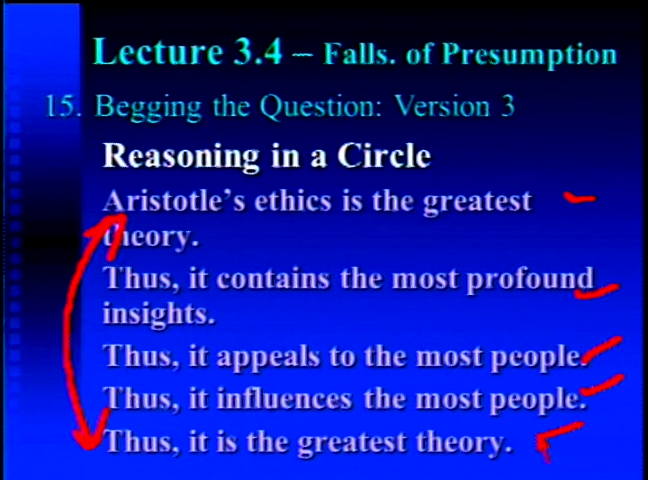 Lecture 3.4 – Falls. of Presumption
15. Begging the Question: Version 3
Reasoning in a Circle
Aristotle's ethics is the greatest
theory.
Thus, it contains the most profound
insights.
Thus, it appeals to the most people.
Thus, it influences the most people.
Thus, it is the greatest theory.